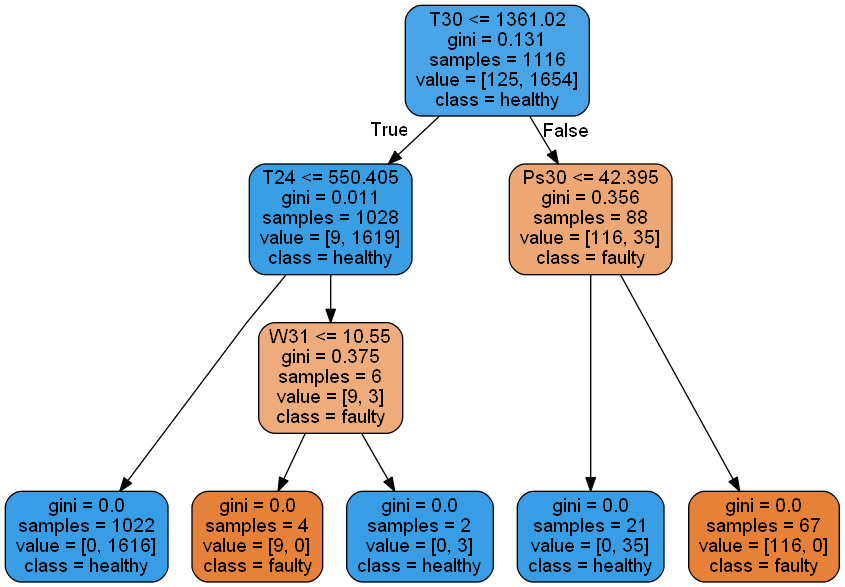 T30 <= 1361.02
gini = 0.131
samples = 1116
value = [125, 1654]
class = healthy
True
False
T24 <= 550.405
gini = 0.011
samples = 1028
value = [9, 1619]
class = healthy
Ps30 <= 42.395
gini = 0.356
samples = 88
value = [116, 35]
class = faulty
W31 <= 10.55
gini = 0.375
samples = 6
value = [9, 3]
class = faulty
gini = 0.0
samples = 1022
value = [0, 1616]
class = healthy
gini = 0.0
samples = 4
value = [9, 0]
class = faulty
gini = 0.0
samples = 2
value = [0, 3]
class = healthy
gini = 0.0
samples = 21
value = [0, 35]
class = healthy
gini = 0.0
samples = 67
value = [116, 0]
class = faulty